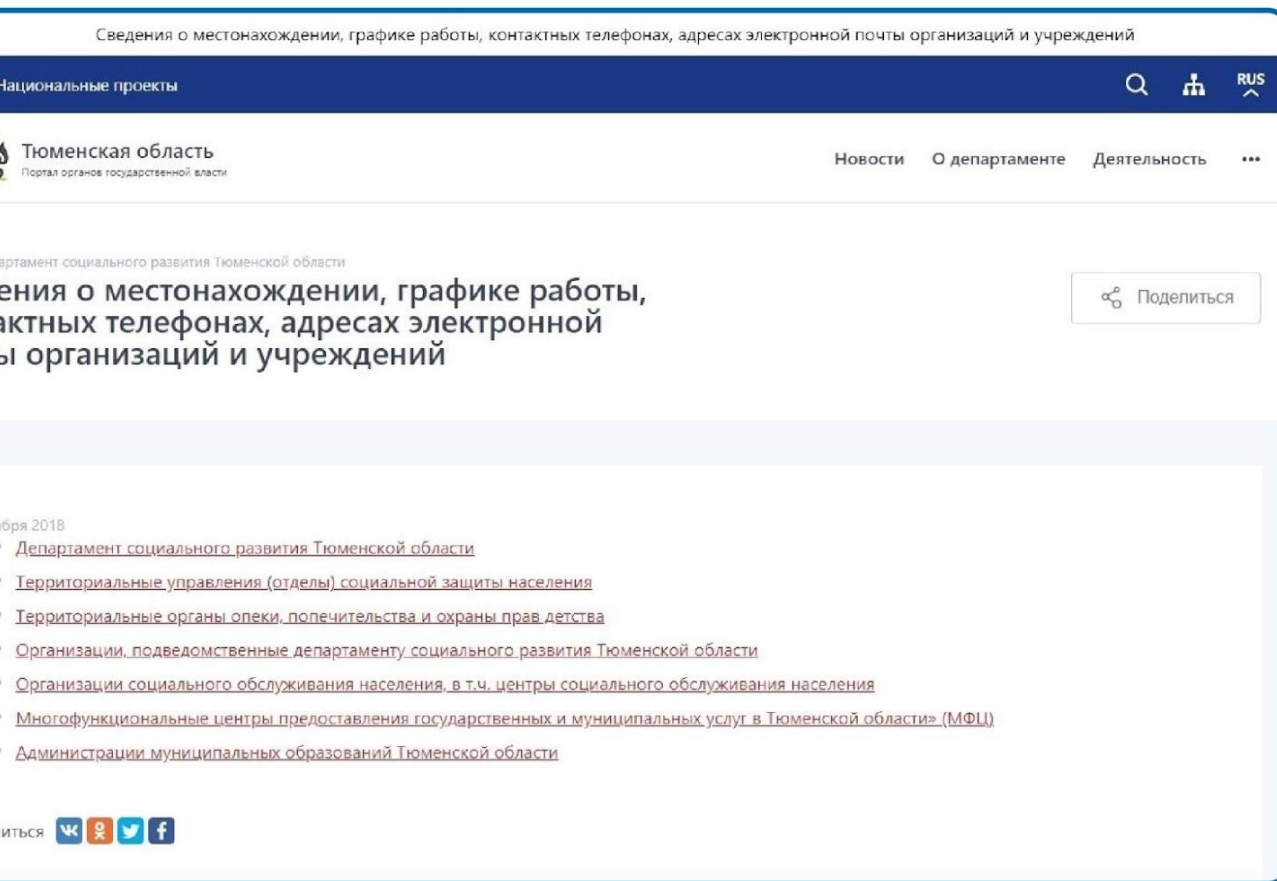 Сведения о местонахождении, графике работы, контактных телефонах, адресах электронной почты организаций и учреждений
Национальные проекты
RUS
Тюменская область
Портал органов государственной власти
Новости О департаменте Деятельность •••
артамент социального развития Тюменской области
ения о местонахождении, графике работы,
актных телефонах, адресах электронной
ы организаций и учреждений
Поделиться
ября 2018
Департамент социального развития Тюменской области
Территориальные управления (отделы) социальной защиты населения
Территориальные органы опеки, попечительства и охраны прав детства
Организации, подведомственные департаменту социального развития Тюменской области
Организации социального обслуживания населения, в т.ч. центры социального обслуживания населения
Многофункциональные центры предоставления государственных и муниципальных услуг в Тюменской области» (МФЦ)
Администрации муниципальных образований Тюменской области
иться